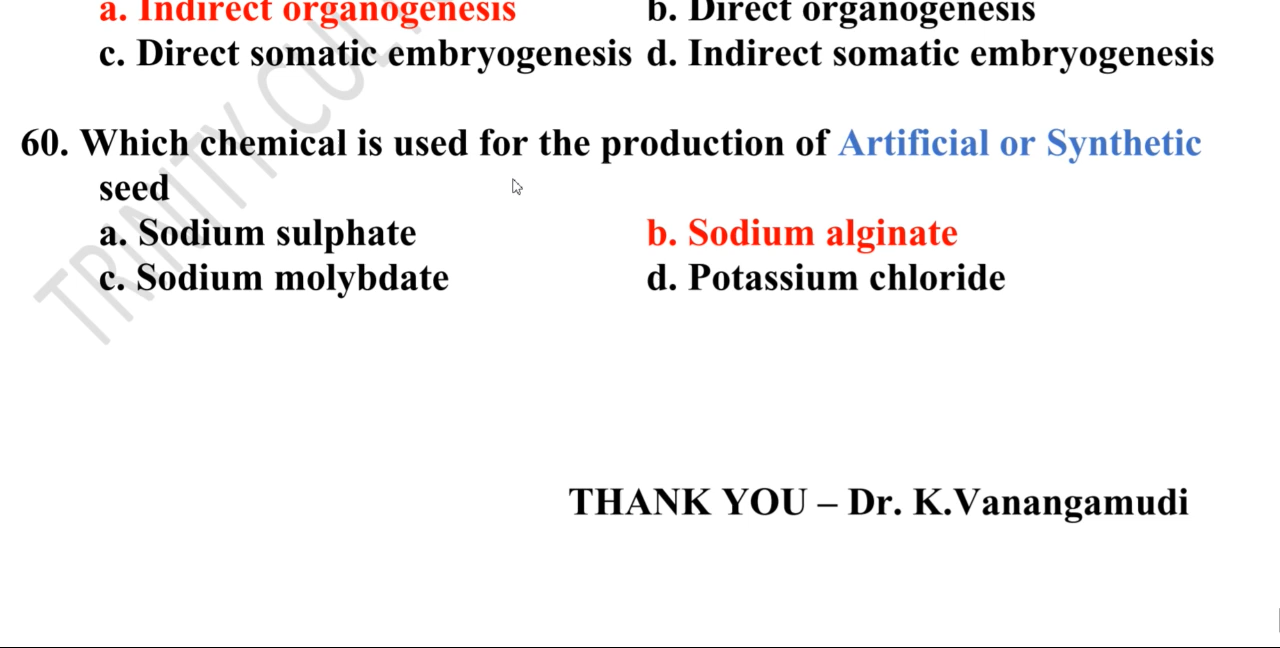 a. Indirect organogenesis b. Direct organogenesis
c. Direct somatic embryogenesis d. Indirect somatic embryogenesis
60. Which chemical is used for the production of Artificial or Synthetic
seed
a. Sodium sulphate b. Sodium alginate
c. Sodium molybdate d. Potassium chloride
THANK YOU – Dr. K.Vanangamudi
TRINITY